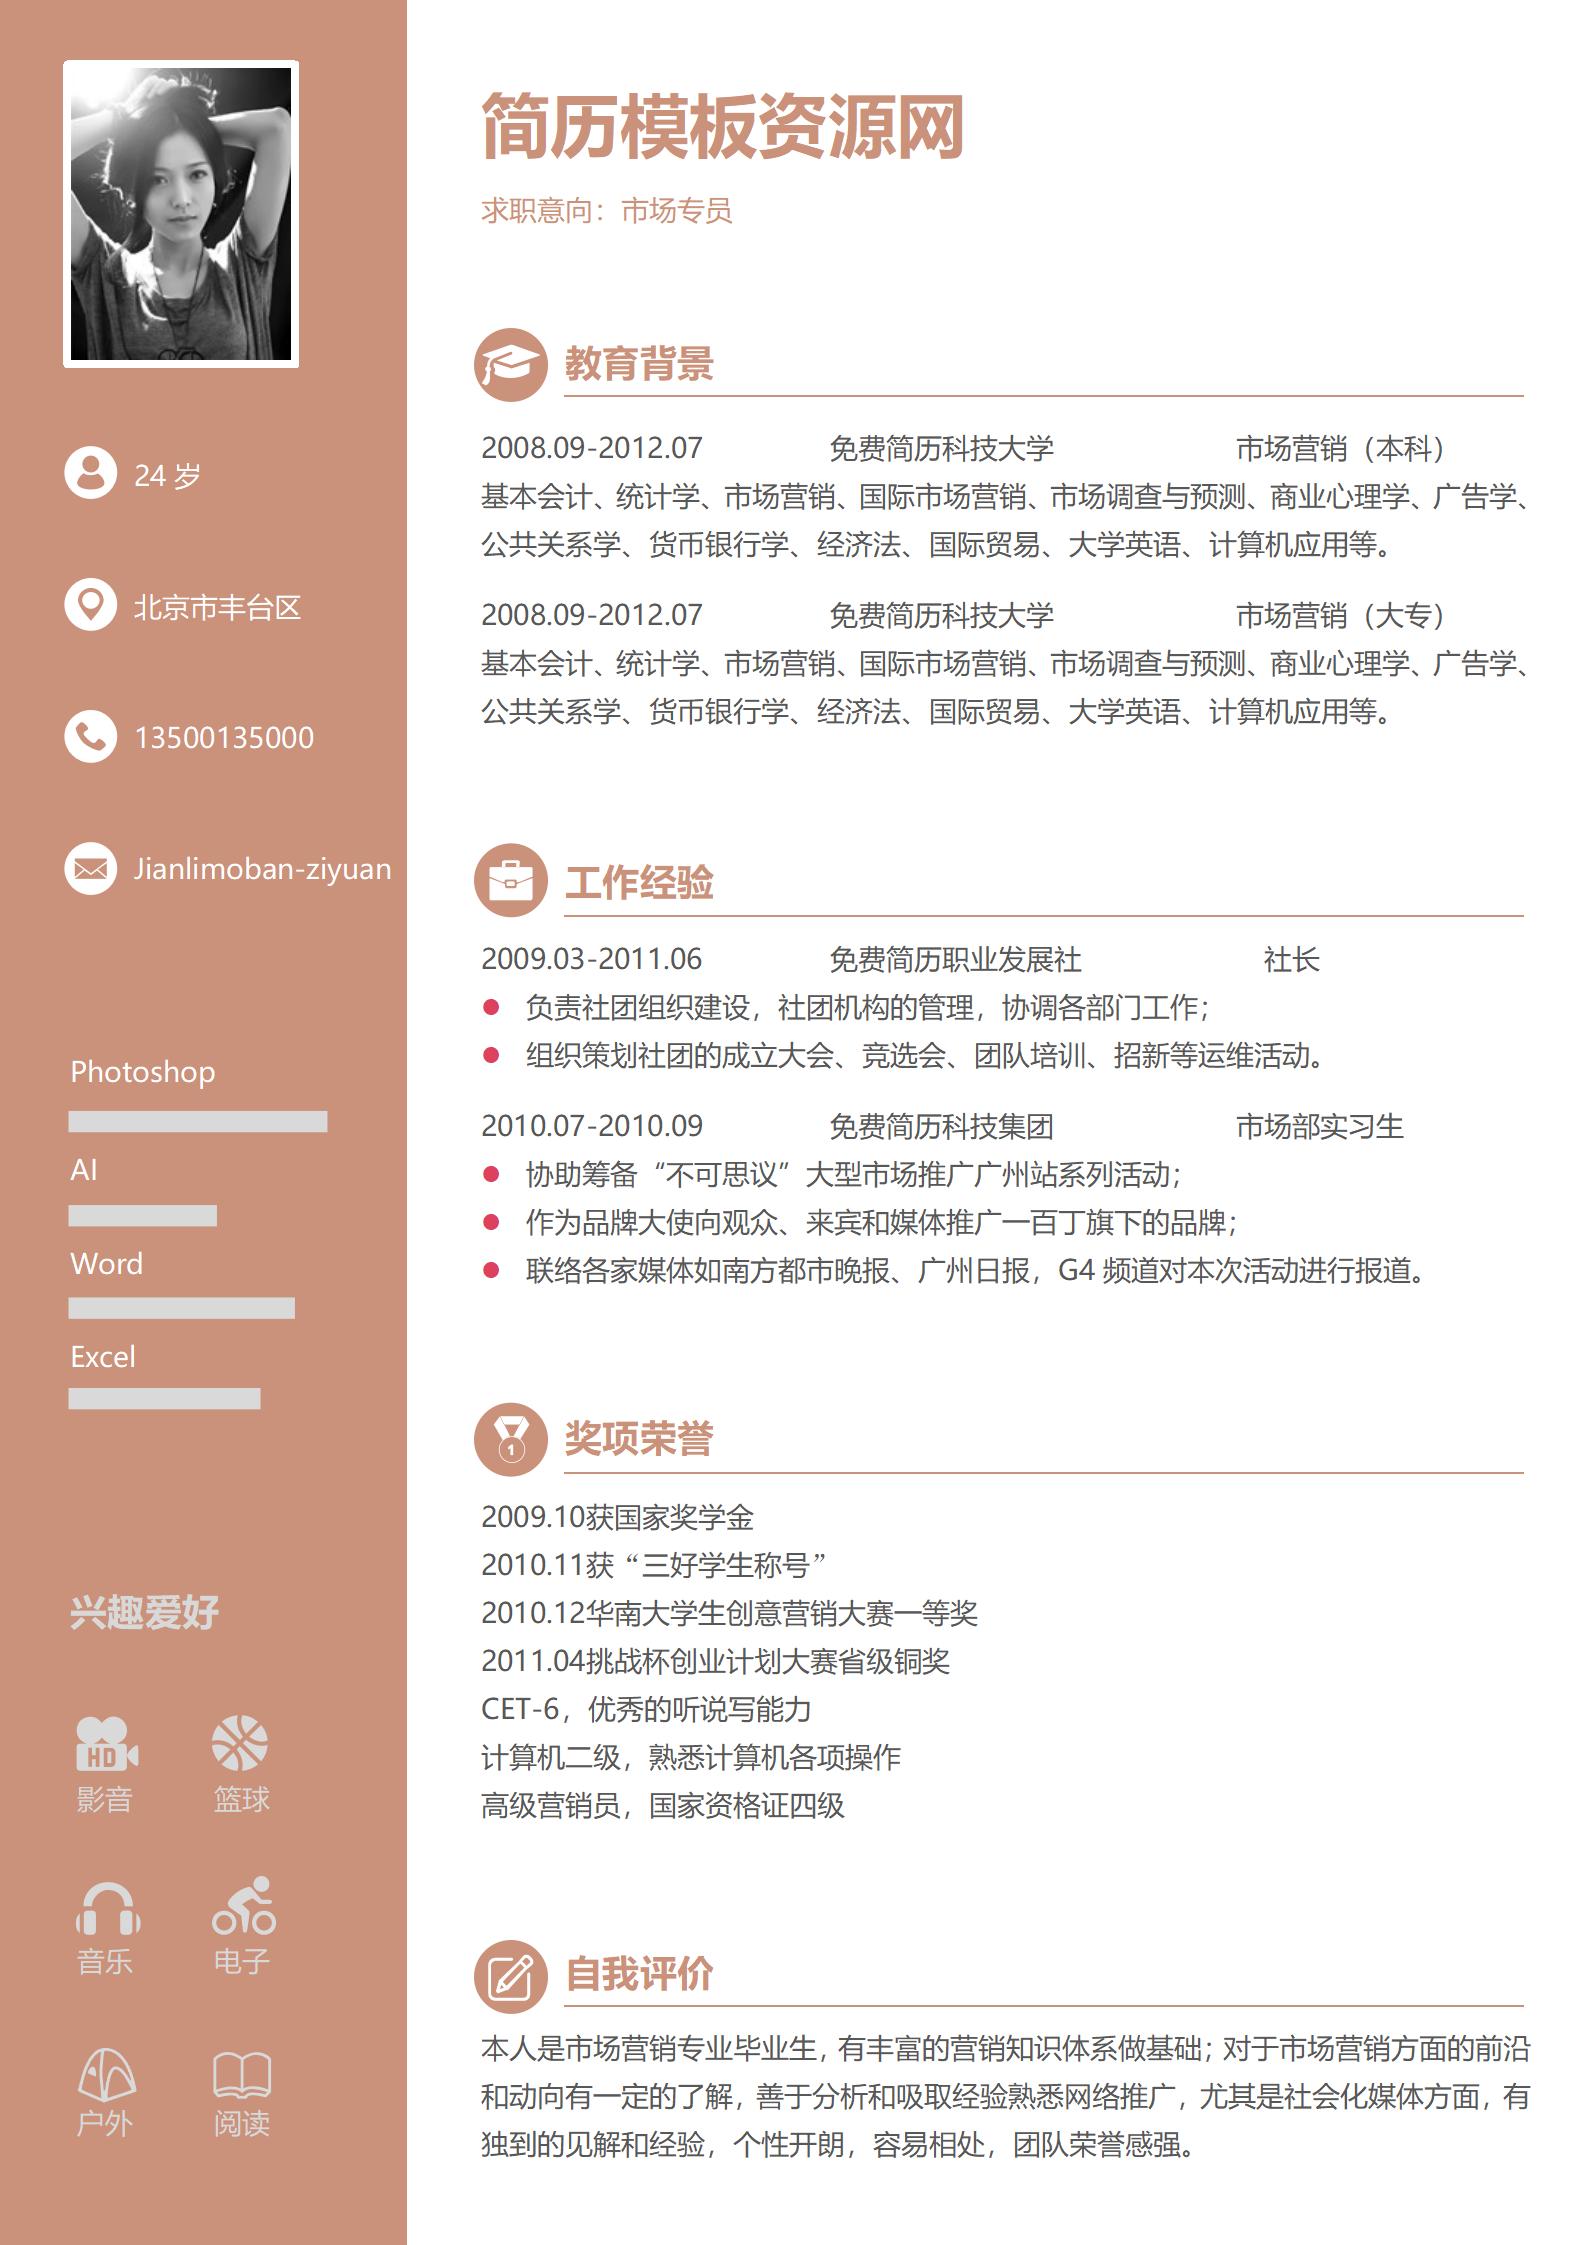 简历模板资源网
求职意向：市场专员
24 岁
北京市丰台区
13500135000
Jianlimoban-ziyuan
Photoshop
AI
Word
Excel
兴趣爱好
HD
影音
篮球
音乐
电子
户外
阅读
教育背景
2008.09-2012.07 免费简历科技大学 市场营销（本科）
基本会计、统计学、市场营销、国际市场营销、市场调查与预测、商业心理学、广告学、
公共关系学、货币银行学、经济法、国际贸易、大学英语、计算机应用等。
2008.09-2012.07 免费简历科技大学 市场营销（大专）
基本会计、统计学、市场营销、国际市场营销、市场调查与预测、商业心理学、广告学、
公共关系学、货币银行学、经济法、国际贸易、大学英语、计算机应用等。
工作经验
2009.03-2011.06 免费简历职业发展社 社长
● 负责社团组织建设，社团机构的管理，协调各部门工作；
● 组织策划社团的成立大会、竞选会、团队培训、招新等运维活动。
2010.07-2010.09 免费简历科技集团 市场部实习生
● 协助筹备“不可思议”大型市场推广广州站系列活动；
● 作为品牌大使向观众、来宾和媒体推广一百丁旗下的品牌；
● 联络各家媒体如南方都市晚报、广州日报，G4 频道对本次活动进行报道。
1
奖项荣誉
2009.10获国家奖学金
2010.11获“三好学生称号”
2010.12华南大学生创意营销大赛一等奖
2011.04挑战杯创业计划大赛省级铜奖
CET-6，优秀的听说写能力
计算机二级，熟悉计算机各项操作
高级营销员，国家资格证四级
自我评价
本人是市场营销专业毕业生，有丰富的营销知识体系做基础；对于市场营销方面的前沿
和动向有一定的了解，善于分析和吸取经验熟悉网络推广，尤其是社会化媒体方面，有
独到的见解和经验，个性开朗，容易相处，团队荣誉感强。